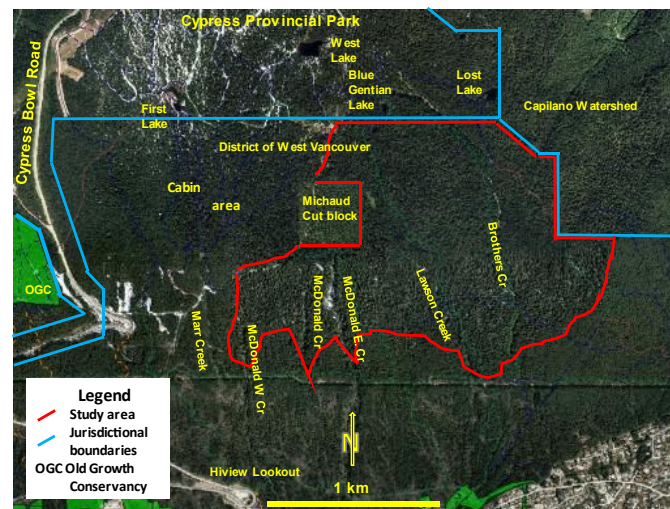 Cypress Provincial Park
West
Lake
Blue
Gentian
Lake
Lost
Lake
First
Lake
Capilano Watershed
Cypress Bowl Road
District of West Vancouver
Cabin
area
Michaud
Cut block
Brothers Cr
OGC
Marr Creek
McDonald W Cr
McDonald Cr
McDonald E Cr
Lawson Creek
Legend
Study area
Jurisdictional
boundaries
OGC Old Growth
Conservancy
N
Hiview Lookout
1 km